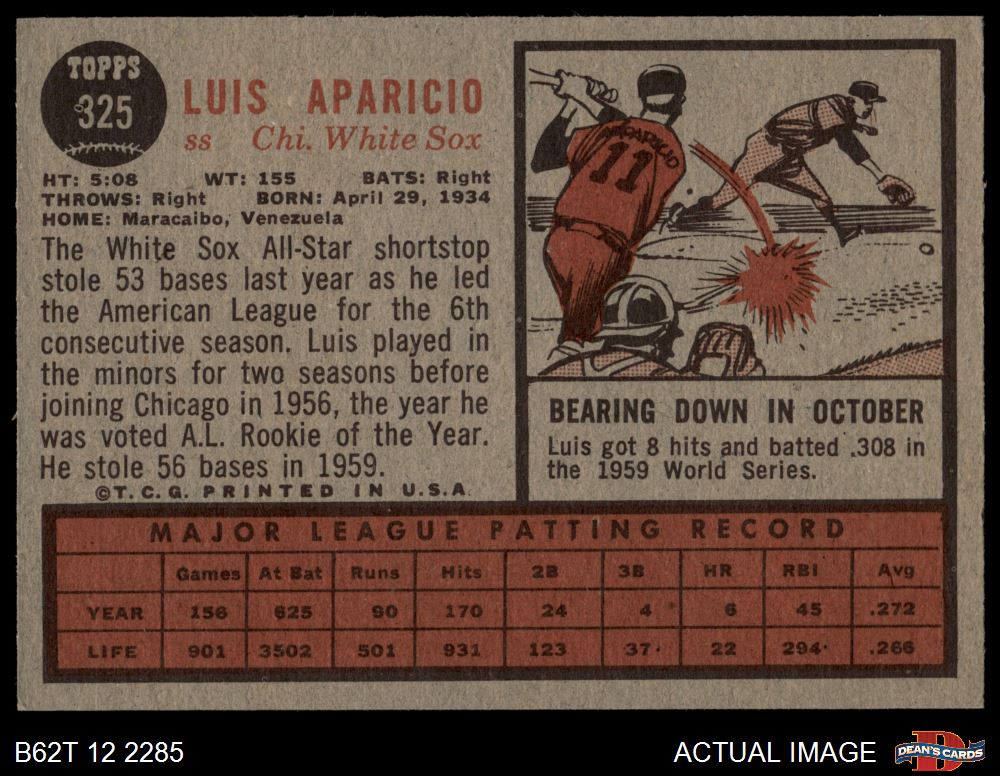 TOPPS
325
LUIS APARICIO
ss Chi. White Sox
HT: 5:08 WT: 155 BATS: Right
THROWS: Right BORN: April 29, 1934
HOME: Maracaibo, Venezuela
The White Sox All-Star shortstop
stole 53 bases last year as he led
the American League for the 6th
consecutive season. Luis played in
the minors for two seasons before
joining Chicago in 1956, the year he
was voted A.L. Rookie of the Year.
He stole 56 bases in 1959.
©T.C.G. PRINTED IN U.S.A.
APARICIO
11
BEARING DOWN IN OCTOBER
Luis got 8 hits and batted .308 in
the 1959 World Series.
MAJOR LEAGUE PATTING RECORD
Games At Bat Runs Hits 2B 3B HR RBI Avg
YEAR 156 625 90 170 24 4 6 45 .272
LIFE 901 3502 501 931 123 37 22 294 .266
B62T 12 2285
ACTUAL IMAGE
D
DEAN'S CARDS